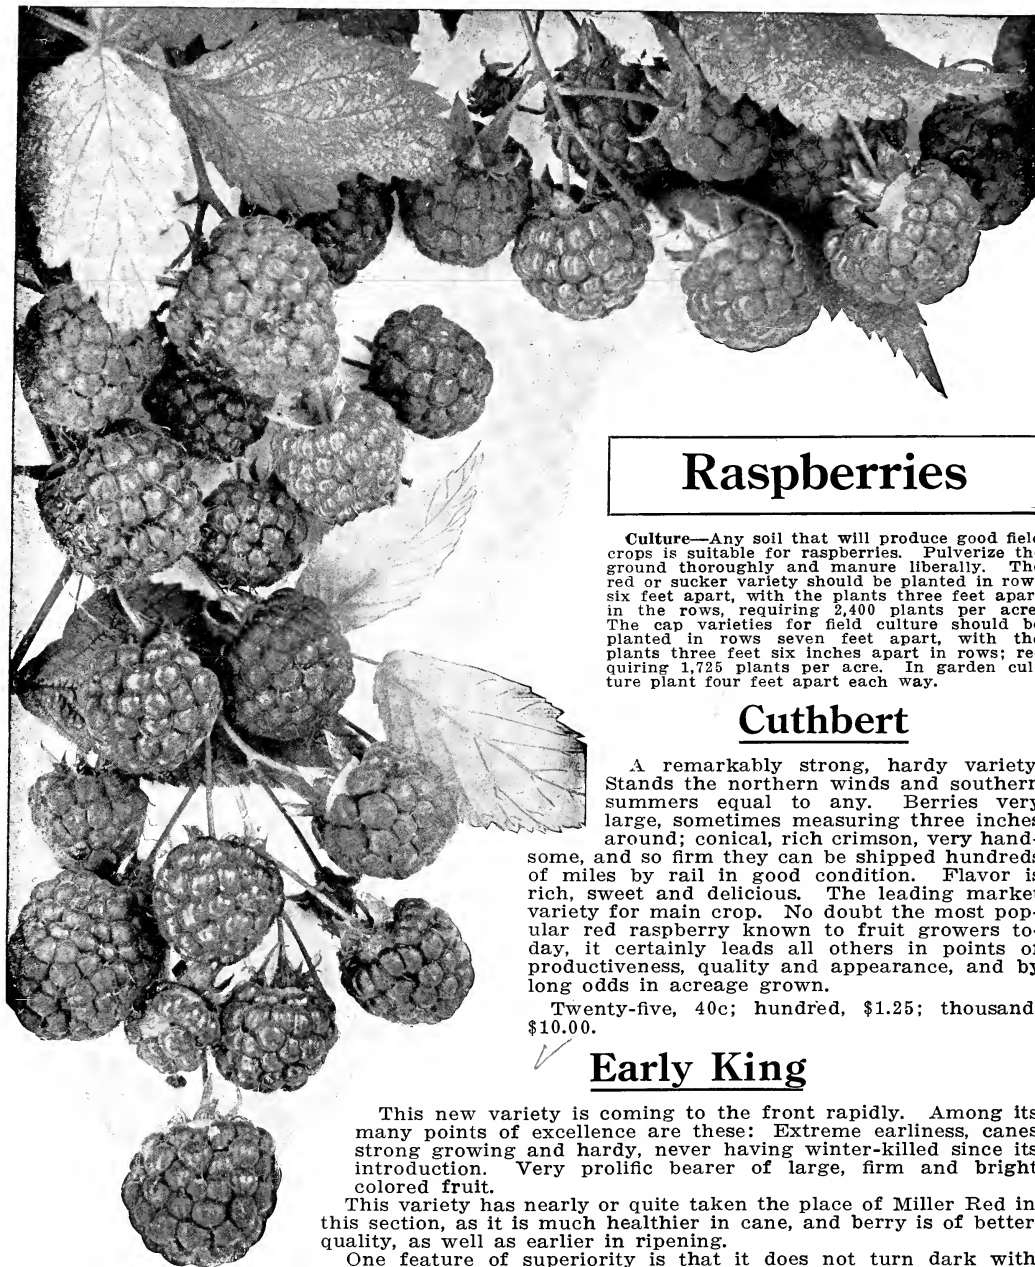 Raspberries
Culture—Any soil that will produce good fiel
crops is suitable for raspberries. Pulverize th
ground thoroughly and manure liberally. Th
red or sucker variety should be planted in row
six feet apart, with the plants three feet apar
in the rows, requiring 2,400 plants per acre
The cap varieties for field culture should b
planted in rows seven feet apart, with th
plants three feet six inches apart in rows; re
quiring 1,725 plants per acre. In garden cul
ture plant four feet apart each way.
Cuthbert
A remarkably strong, hardy variety
Stands the northern winds and southern
summers equal to any. Berries very
large, sometimes measuring three inches
around; conical, rich crimson, very hand-
some, and so firm they can be shipped hundreds
of miles by rail in good condition. Flavor is
rich, sweet and delicious. The leading market
variety for main crop. No doubt the most pop-
ular red raspberry known to fruit growers to-
day, it certainly leads all others in points of
productiveness, quality and appearance, and by
long odds in acreage grown.
Twenty-five, 40c; hundred, $1.25; thousand
$10.00.
Early King
This new variety is coming to the front rapidly. Among its
many points of excellence are these: Extreme earliness, canes
strong growing and hardy, never having winter-killed since its
introduction. Very prolific bearer of large, firm and bright
colored fruit.
This variety has nearly or quite taken the place of Miller Red in
this section, as it is much healthier in cane, and berry is of better
quality, as well as earlier in ripening.
One feature of superiority is that it does not turn dark with